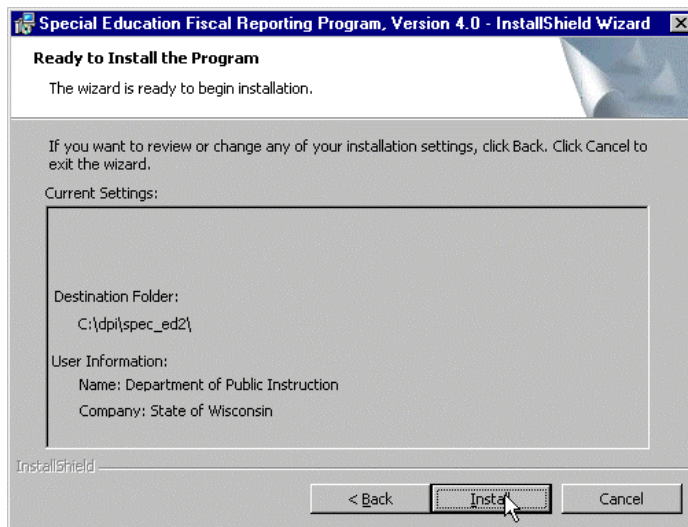 Special Education Fiscal Reporting Program, Version 4.0 - InstallShield Wizard
Ready to Install the Program
The wizard is ready to begin installation.
If you want to review or change any of your installation settings, click Back. Click Cancel to
exit the wizard.
Current Settings:
Destination Folder:
C:\dpi\spec_ed2\
User Information:
Name: Department of Public Instruction
Company: State of Wisconsin
InstallShield
< Back
Install
Cancel